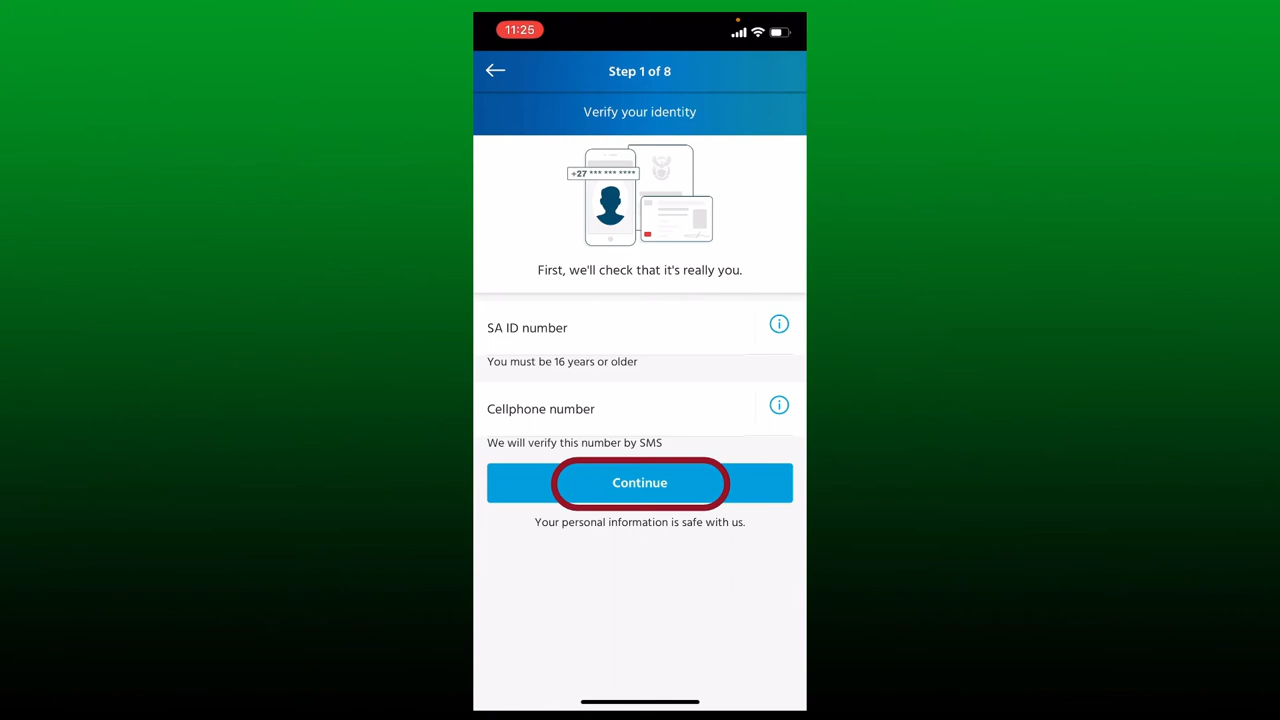 11:25
Step 1 of 8
Verify your identity
+27 *** *** ****
First, we'll check that it's really you.
SA ID number
You must be 16 years or older
Cellphone number
We will verify this number by SMS
Continue
Your personal information is safe with us.